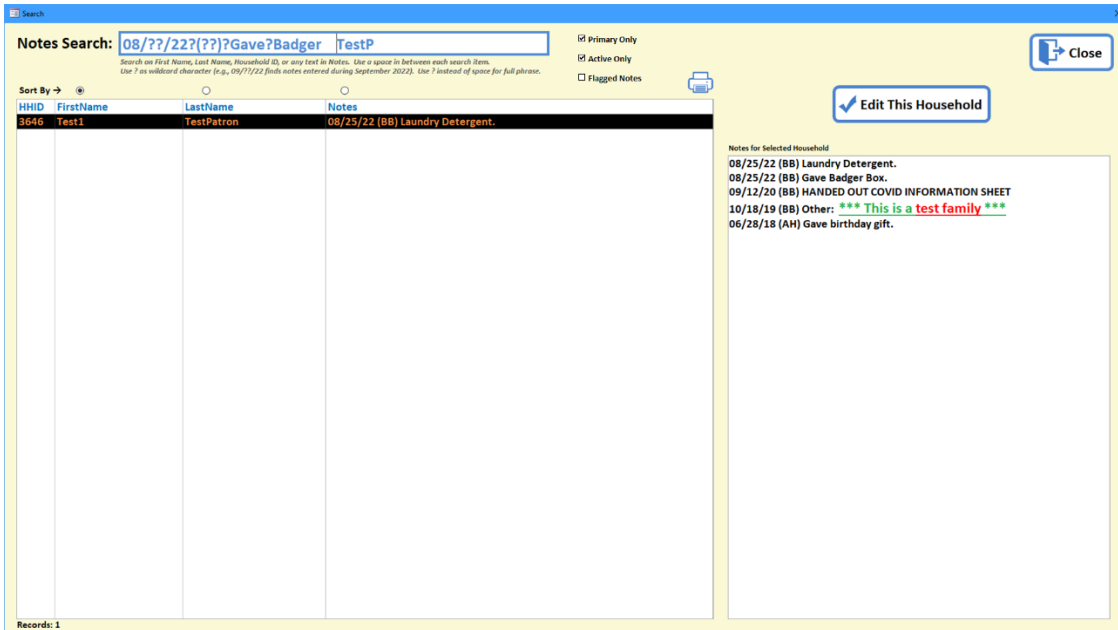 Search
Notes Search: 08/??/22?(??)?Gave?Badger TestP
Search on First Name, Last Name, Household ID, or any text in Notes. Use a space in between each search item.
Use ? as wildcard character (e.g., 09/??/22 finds notes entered during September 2022). Use ? instead of space for full phrase.
Primary Only
Active Only
Flagged Notes
Close
Edit This Household
Sort By →
HHID FirstName LastName Notes
3646 Test1 TestPatron 08/25/22 (BB) Laundry Detergent.
Notes for Selected Household
08/25/22 (BB) Laundry Detergent.
08/25/22 (BB) Gave Badger Box.
09/12/20 (BB) HANDED OUT COVID INFORMATION SHEET
10/18/19 (BB) Other: *** This is a test family ***
06/28/18 (AH) Gave birthday gift.
Records: 1